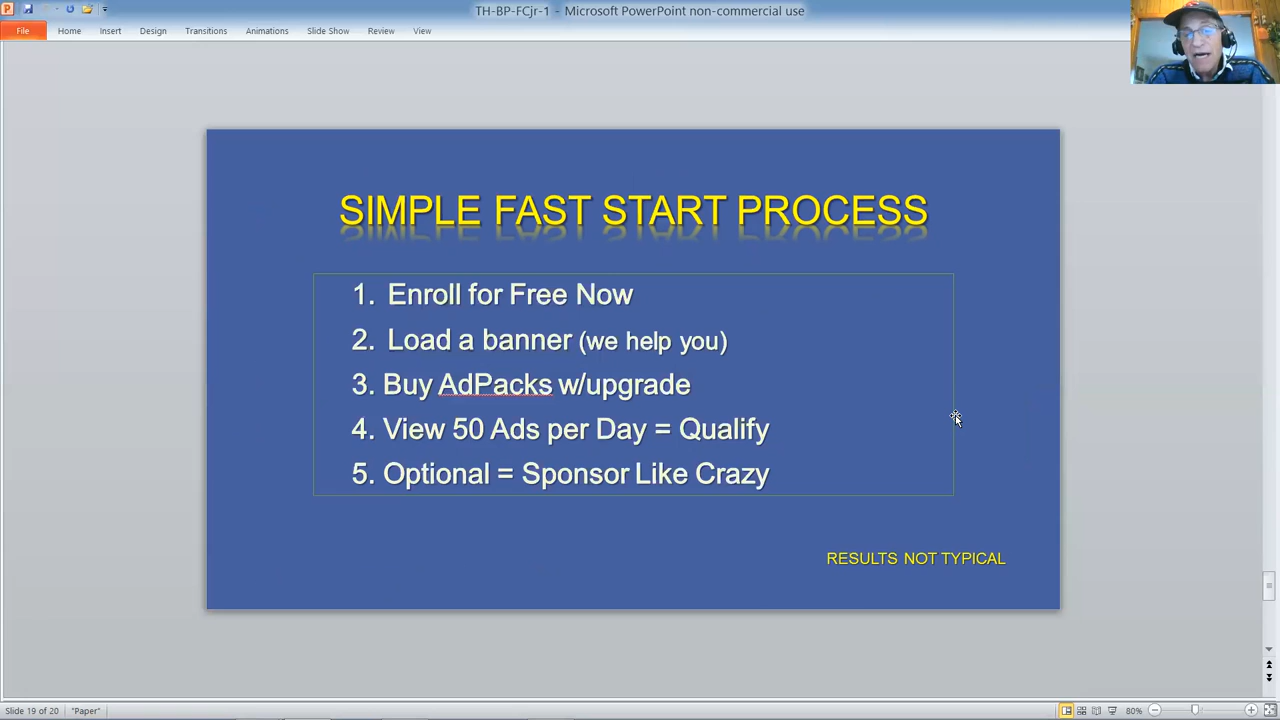 TH-BP-FCjr-1 - Microsoft PowerPoint non-commercial use
File Home Insert Design Transitions Animations Slide Show Review View
SIMPLE FAST START PROCESS
1. Enroll for Free Now
2. Load a banner (we help you)
3. Buy AdPacks w/upgrade
4. View 50 Ads per Day = Qualify
5. Optional = Sponsor Like Crazy
RESULTS NOT TYPICAL
Slide 19 of 20 "Paper" 80%